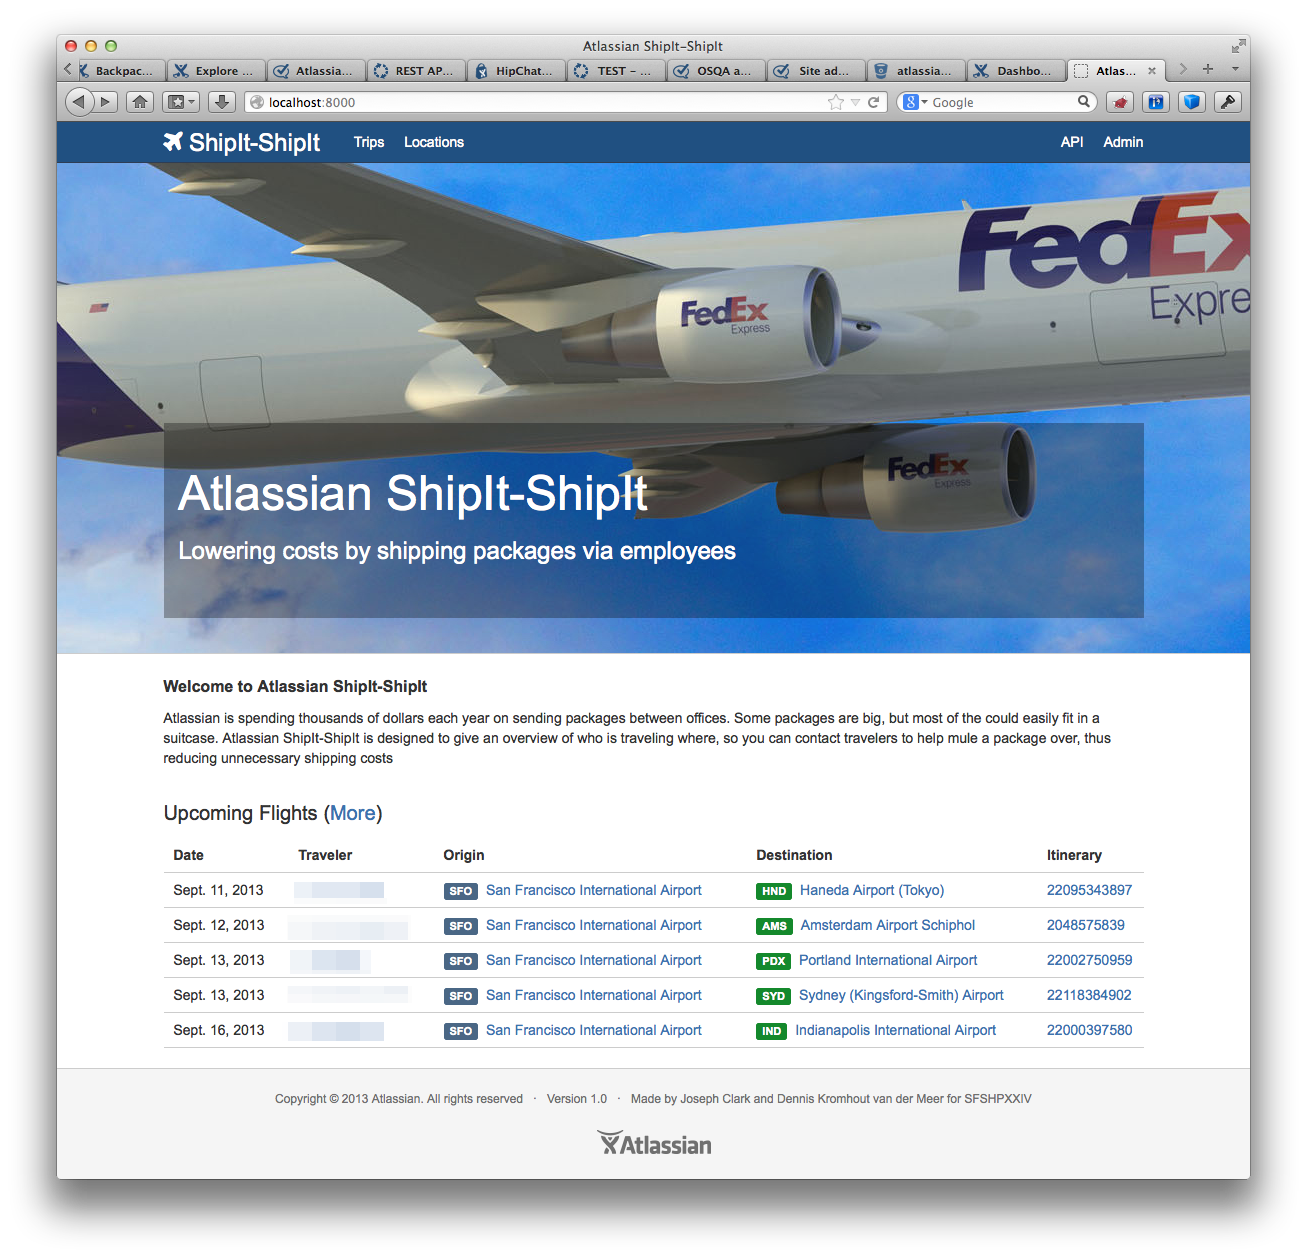 Atlassian ShipIt-ShipIt
Backpac...
Explore ...
Atlassia...
REST AP...
HipChat...
TEST - ...
OSQA a...
Site ad...
atlassia...
Dashbo...
Atlas...
localhost:8000
Google
ShipIt-ShipIt
Trips
Locations
API
Admin
FedEx
Expre
FedEx
Express
FedEx
Express
Atlassian ShipIt-ShipIt
Lowering costs by shipping packages via employees
Welcome to Atlassian ShipIt-ShipIt
Atlassian is spending thousands of dollars each year on sending packages between offices. Some packages are big, but most of the could easily fit in a
suitcase. Atlassian ShipIt-ShipIt is designed to give an overview of who is traveling where, so you can contact travelers to help mule a package over, thus
reducing unnecessary shipping costs
Upcoming Flights (More)
Date Traveler Origin Destination Itinerary
Sept. 11, 2013 SFO San Francisco International Airport HND Haneda Airport (Tokyo) 22095343897
Sept. 12, 2013 SFO San Francisco International Airport AMS Amsterdam Airport Schiphol 2048575839
Sept. 13, 2013 SFO San Francisco International Airport PDX Portland International Airport 22002750959
Sept. 13, 2013 SFO San Francisco International Airport SYD Sydney (Kingsford-Smith) Airport 22118384902
Sept. 16, 2013 SFO San Francisco International Airport IND Indianapolis International Airport 22000397580
Copyright © 2013 Atlassian. All rights reserved · Version 1.0 · Made by Joseph Clark and Dennis Kromhout van der Meer for SFSHPXXIV
Atlassian